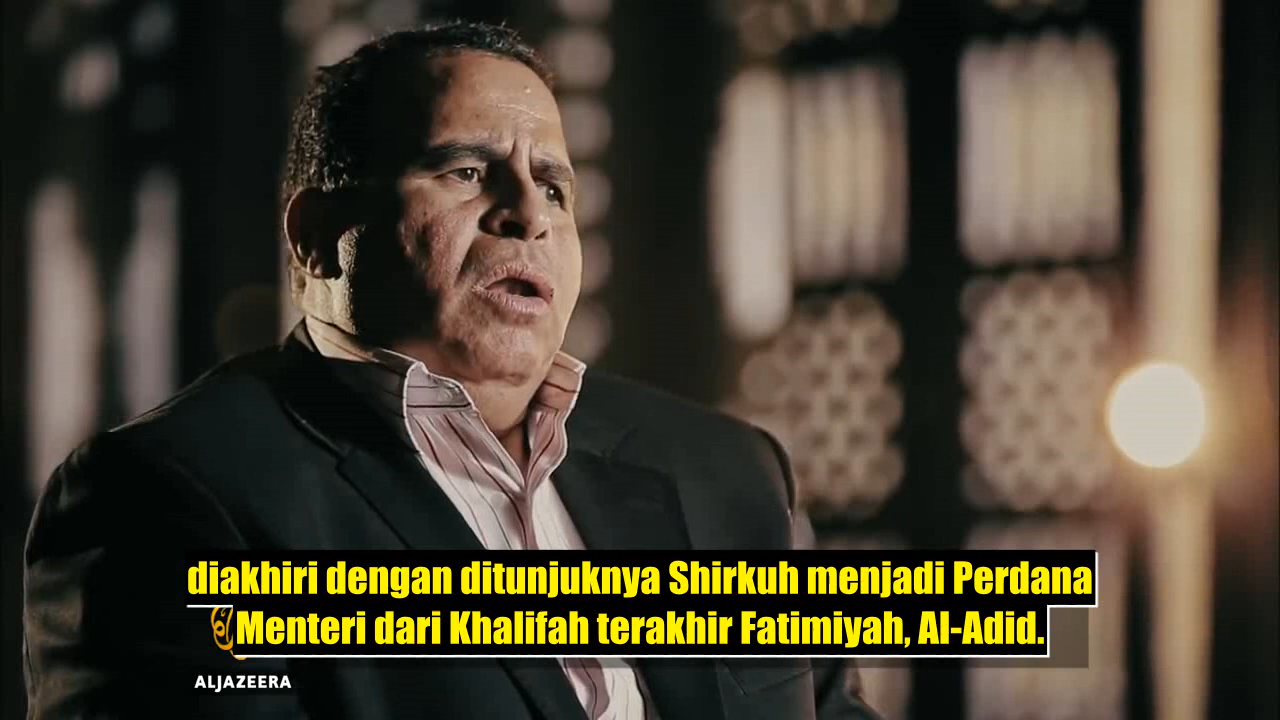 diakhiri dengan ditunjuknya Shirkuh menjadi Perdana
Menteri dari Khalifah terakhir Fatimiyah, Al-Adid.
ALJAZEERA